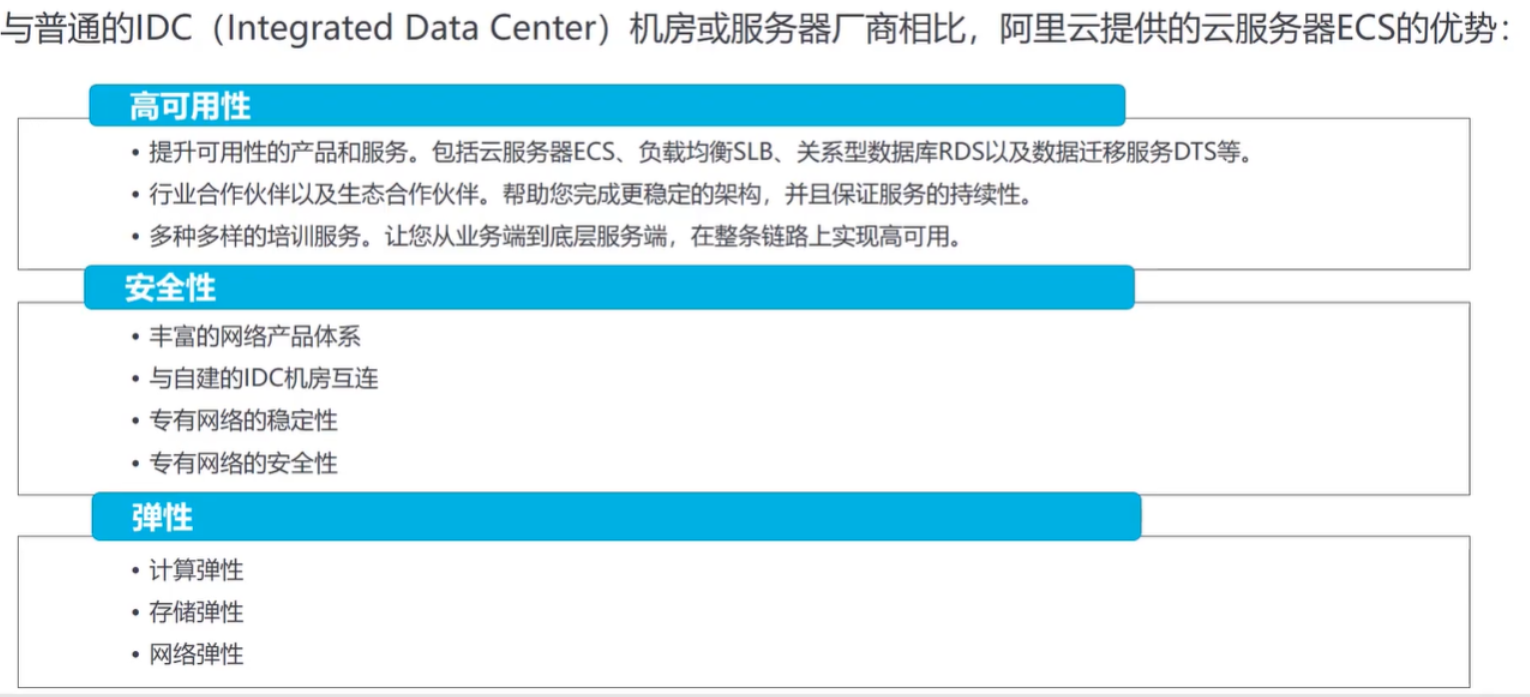 与普通的IDC（Integrated Data Center）机房或服务器厂商相比，阿里云提供的云服务器ECS的优势：
高可用性
• 提升可用性的产品和服务。包括云服务器ECS、负载均衡SLB、关系型数据库RDS以及数据迁移服务DTS等。
• 行业合作伙伴以及生态合作伙伴。帮助您完成更稳定的架构，并且保证服务的持续性。
• 多种多样的培训服务。让您从业务端到底层服务端，在整条链路上实现高可用。
安全性
• 丰富的网络产品体系
• 与自建的IDC机房互连
• 专有网络的稳定性
• 专有网络的安全性
弹性
• 计算弹性
• 存储弹性
• 网络弹性